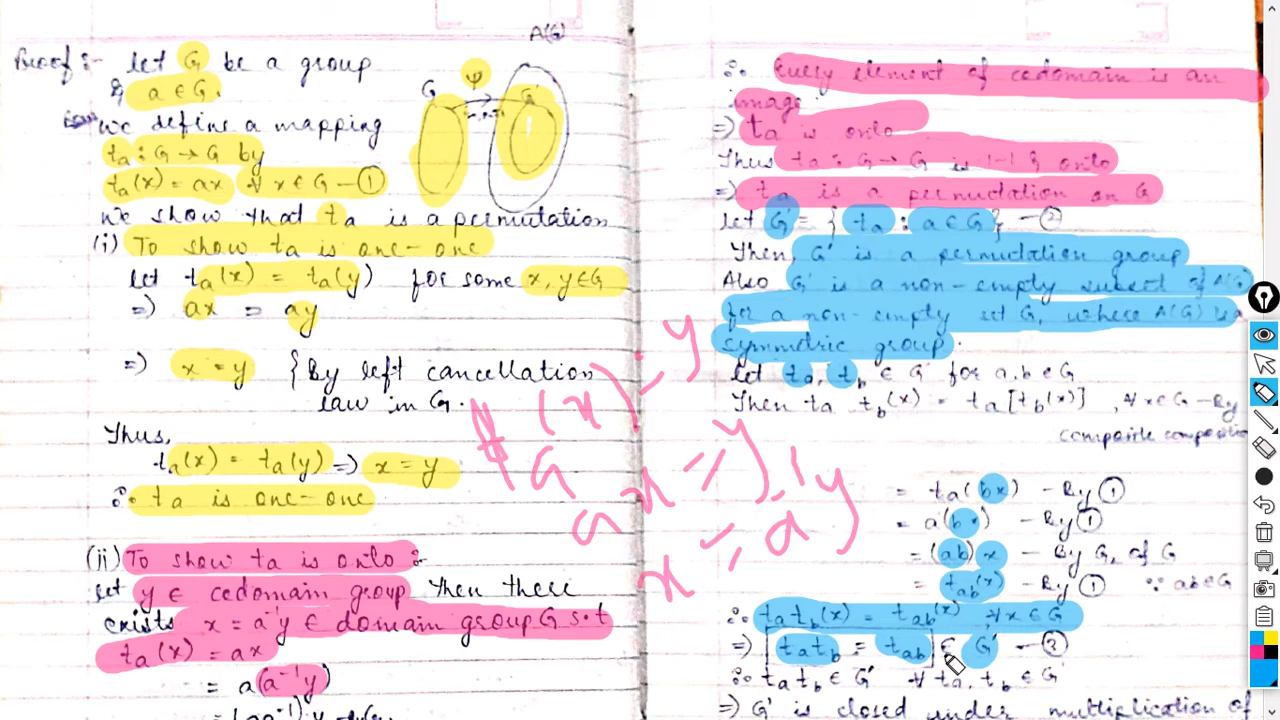 Proof :- let G be a group
& a ∈ G.
we define a mapping
ta : G → G by
ta(x) = ax ∀ x ∈ G - ①
we show that ta is a permutation
(i) To show ta is one-one
let ta(x) = ta(y) for some x, y ∈ G
=) ax = ay
=) x = y { By left cancellation
law in G.
Thus,
ta(x) = ta(y) => x = y
∴ ta is one-one
(ii) To show ta is onto :
let y ∈ codomain group Then there
exists x = a⁻¹y ∈ domain group G s.t
ta(x) = ax
= a(a⁻¹y)
A(G)
G ψ G'
ta(x) = y
ax = y
x = a⁻¹y
∴ Every element of codomain is an
image
=) ta is onto
Thus ta : G → G is 1-1 & onto
=) ta is a permutation on G
let G' = { ta : a ∈ G } - ②
Then, G' is a permutation group
Also G' is a non-empty subset of A(G)
for a non-empty set G, where A(G) is a
symmetric group.
let ta, tb ∈ G' for a, b ∈ G
Then ta tb(x) = ta[tb(x)] , ∀ x ∈ G - By
composite compositio
= ta(bx) - By ①
= a(bx) - By ①
= (ab) x - By G, of G
= tab(x) - By ① ∵ ab ∈ G
∴ ta tb(x) = tab(x) ∀ x ∈ G
=) ta tb = tab ∈ G' - ②
∴ ta tb ∈ G' ∀ ta, tb ∈ G'
=) G' is closed under multiplication of